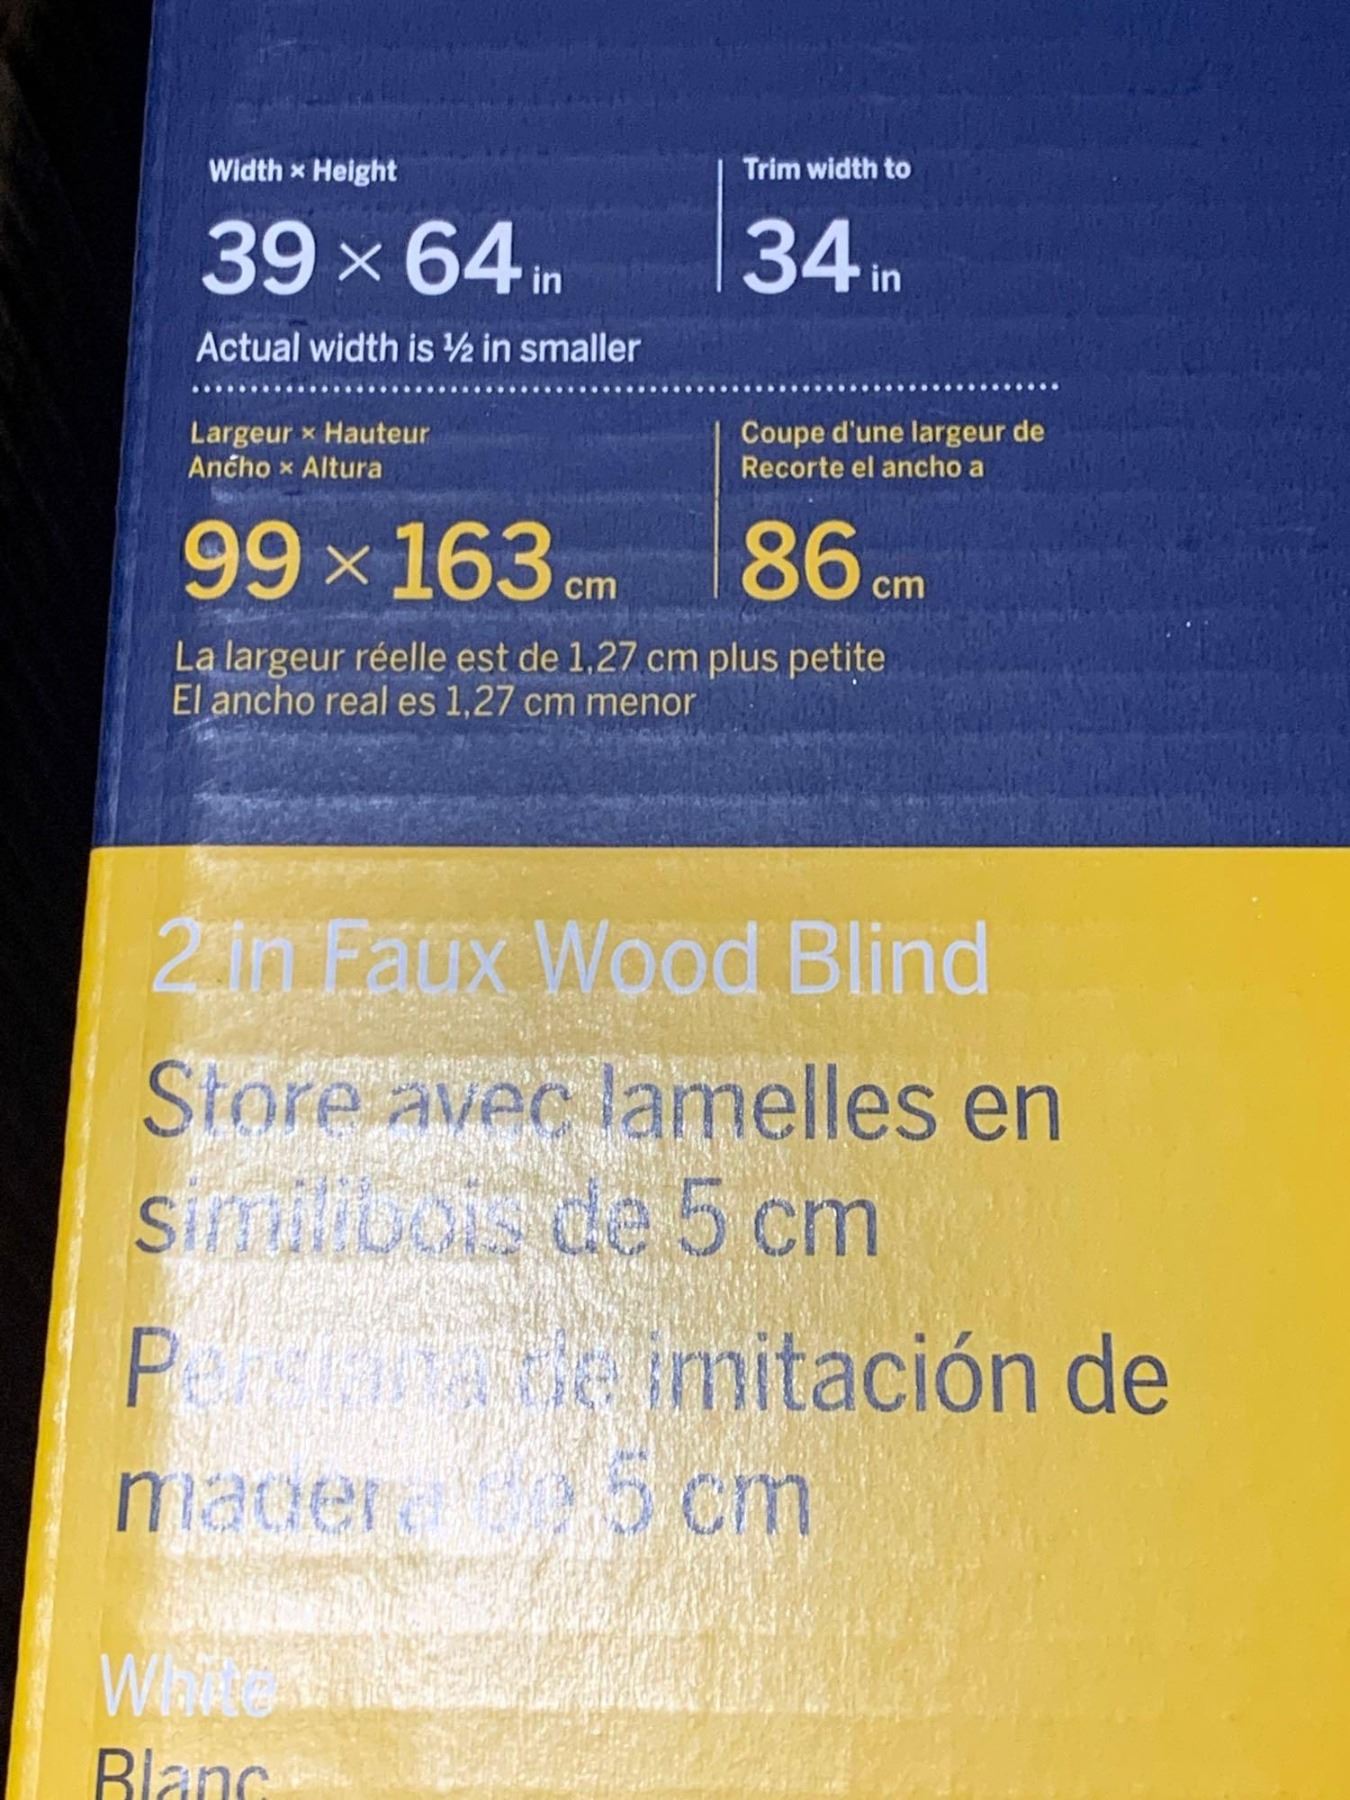 Width × Height
39 × 64 in
Actual width is ½ in smaller
Trim width to
34 in
Largeur × Hauteur
Ancho × Altura
99 × 163 cm
Coupe d'une largeur de
Recorte el ancho a
86 cm
La largeur réelle est de 1,27 cm plus petite
El ancho real es 1,27 cm menor
2 in Faux Wood Blind
Store avec lamelles en
similibois de 5 cm
Persiana de imitación de
madera de 5 cm
White
Blanc